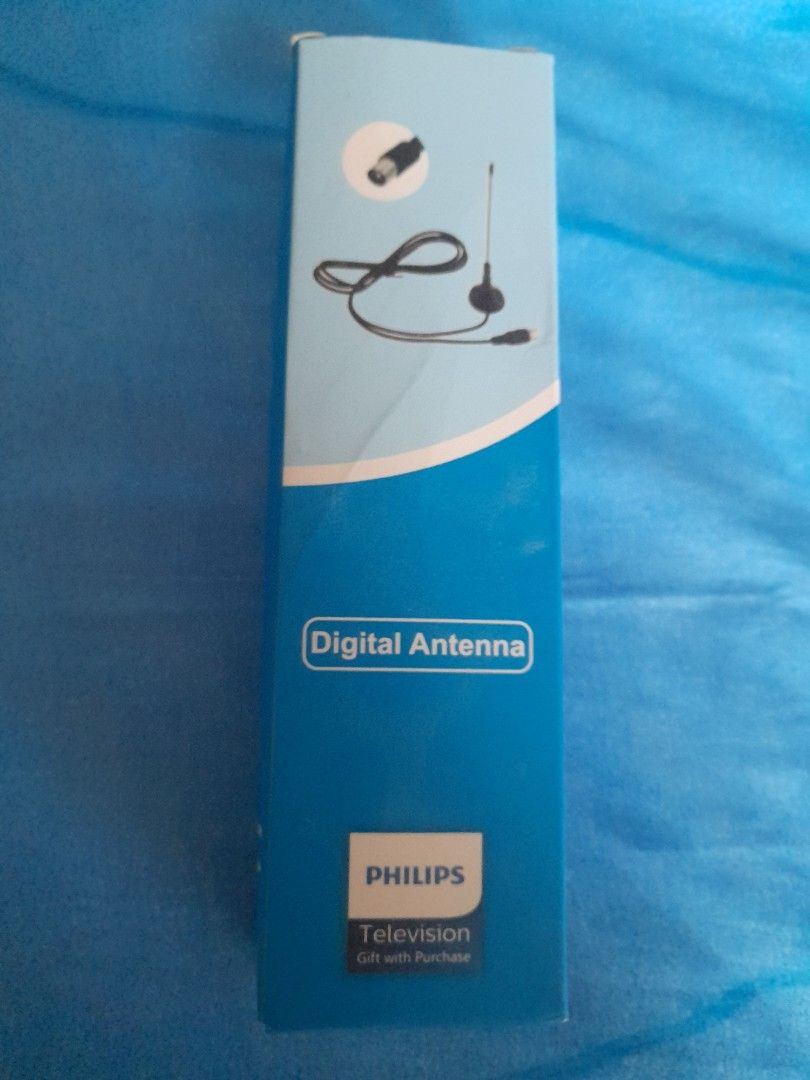 Digital Antenna
PHILIPS
Television
Gift with Purchase